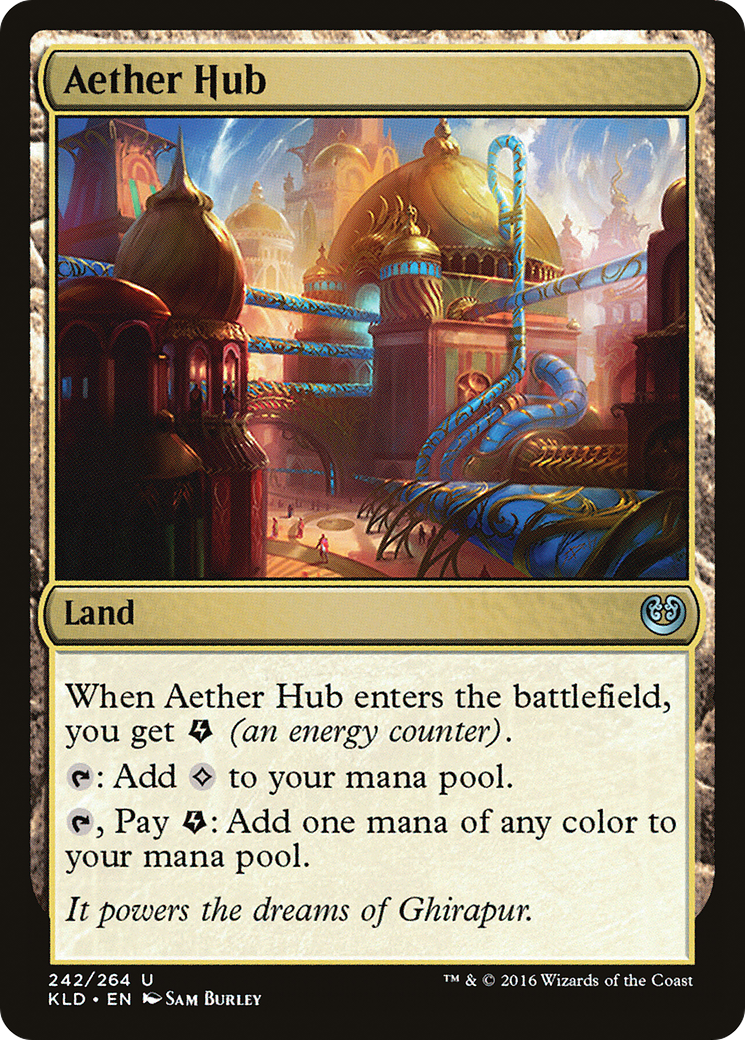 Aether Hub
Land
When Aether Hub enters the battlefield,
you get (an energy counter).
: Add to your mana pool.
, Pay : Add one mana of any color to
your mana pool.
It powers the dreams of Ghirapur.
242/264 U
™ & © 2016 Wizards of the Coast
KLD • EN Sam Burley